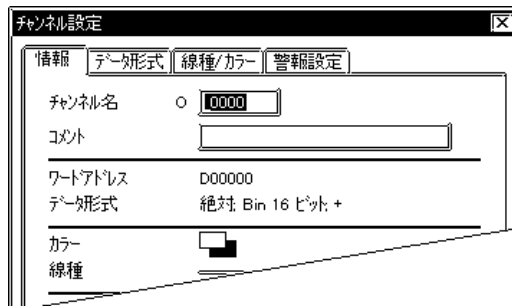 チャンネル設定
情報 データ形式 線種/カラー 警報設定
チャンネル名 0000
コメント
ワードアドレス D00000
データ形式 絶対; Bin 16 ビット; +
カラー
線種